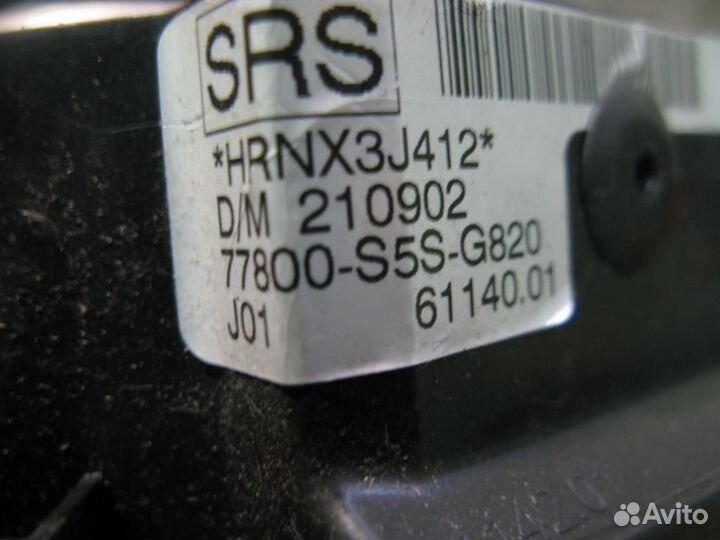 SRS
*HRNX3J412*
D/M 210902
77800-S5S-G820
J01 61140.01
Avito